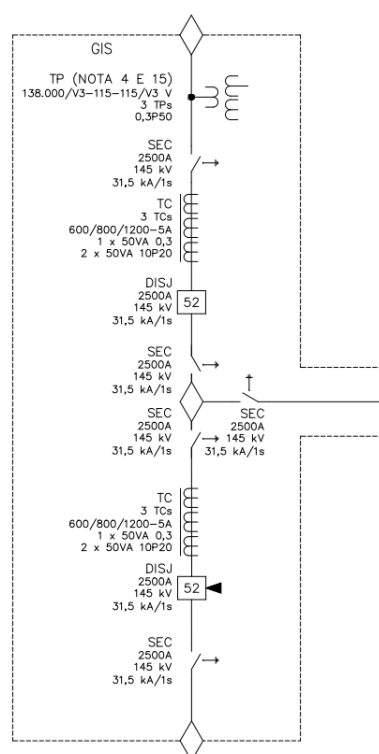 GIS
TP (NOTA 4 E 15)
138.000/V3-115-115/V3 V
3 TPs
0,3P50
SEC
2500A
145 kV
31,5 kA/1s
TC
3 TCs
600/800/1200-5A
1 x 50VA 0,3
2 x 50VA 10P20
DISJ
2500A
145 kV
31,5 kA/1s
52
SEC
2500A
145 kV
31,5 kA/1s
SEC
2500A
145 kV
31,5 kA/1s
SEC
2500A
145 kV
31,5 kA/1s
TC
3 TCs
600/800/1200-5A
1 x 50VA 0,3
2 x 50VA 10P20
DISJ
2500A
145 kV
31,5 kA/1s
52
SEC
2500A
145 kV
31,5 kA/1s